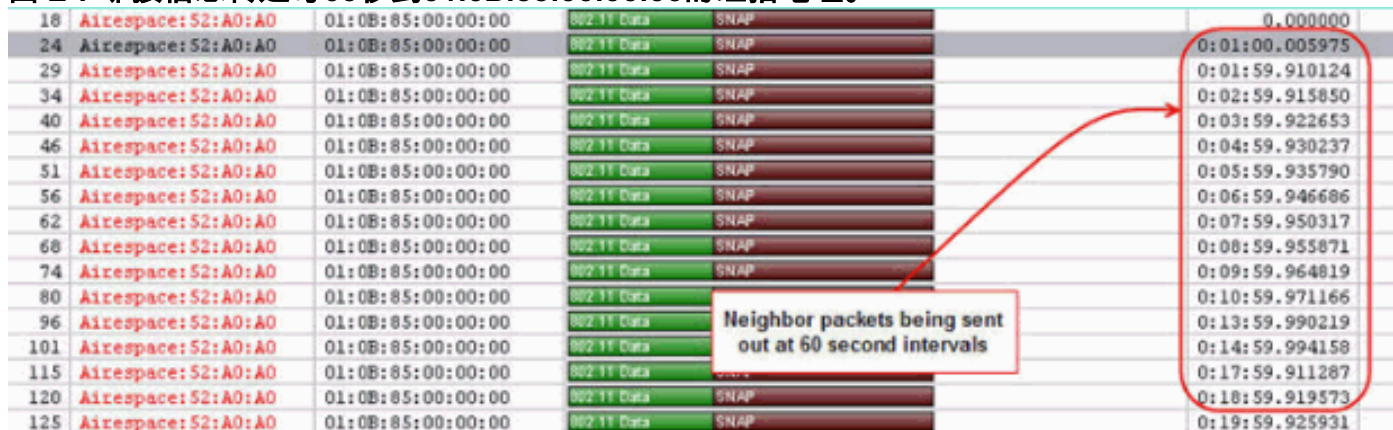 18 Airespace:52:A0:A0 01:0B:85:00:00:00 802.11 Data SNAP 0.000000
24 Airespace:52:A0:A0 01:0B:85:00:00:00 802.11 Data SNAP 0:01:00.005975
29 Airespace:52:A0:A0 01:0B:85:00:00:00 802.11 Data SNAP 0:01:59.910124
34 Airespace:52:A0:A0 01:0B:85:00:00:00 802.11 Data SNAP 0:02:59.915850
40 Airespace:52:A0:A0 01:0B:85:00:00:00 802.11 Data SNAP 0:03:59.922653
46 Airespace:52:A0:A0 01:0B:85:00:00:00 802.11 Data SNAP 0:04:59.930237
51 Airespace:52:A0:A0 01:0B:85:00:00:00 802.11 Data SNAP 0:05:59.935790
56 Airespace:52:A0:A0 01:0B:85:00:00:00 802.11 Data SNAP 0:06:59.946686
62 Airespace:52:A0:A0 01:0B:85:00:00:00 802.11 Data SNAP 0:07:59.950317
68 Airespace:52:A0:A0 01:0B:85:00:00:00 802.11 Data SNAP 0:08:59.955871
74 Airespace:52:A0:A0 01:0B:85:00:00:00 802.11 Data SNAP 0:09:59.964819
80 Airespace:52:A0:A0 01:0B:85:00:00:00 802.11 Data 0:10:59.971166
96 Airespace:52:A0:A0 01:0B:85:00:00:00 802.11 Data 0:13:59.990219
101 Airespace:52:A0:A0 01:0B:85:00:00:00 802.11 Data 0:14:59.994158
115 Airespace:52:A0:A0 01:0B:85:00:00:00 802.11 Data 0:17:59.911287
120 Airespace:52:A0:A0 01:0B:85:00:00:00 802.11 Data SNAP 0:18:59.919573
125 Airespace:52:A0:A0 01:0B:85:00:00:00 802.11 Data SNAP 0:19:59.925931
Neighbor packets being sent
out at 60 second intervals